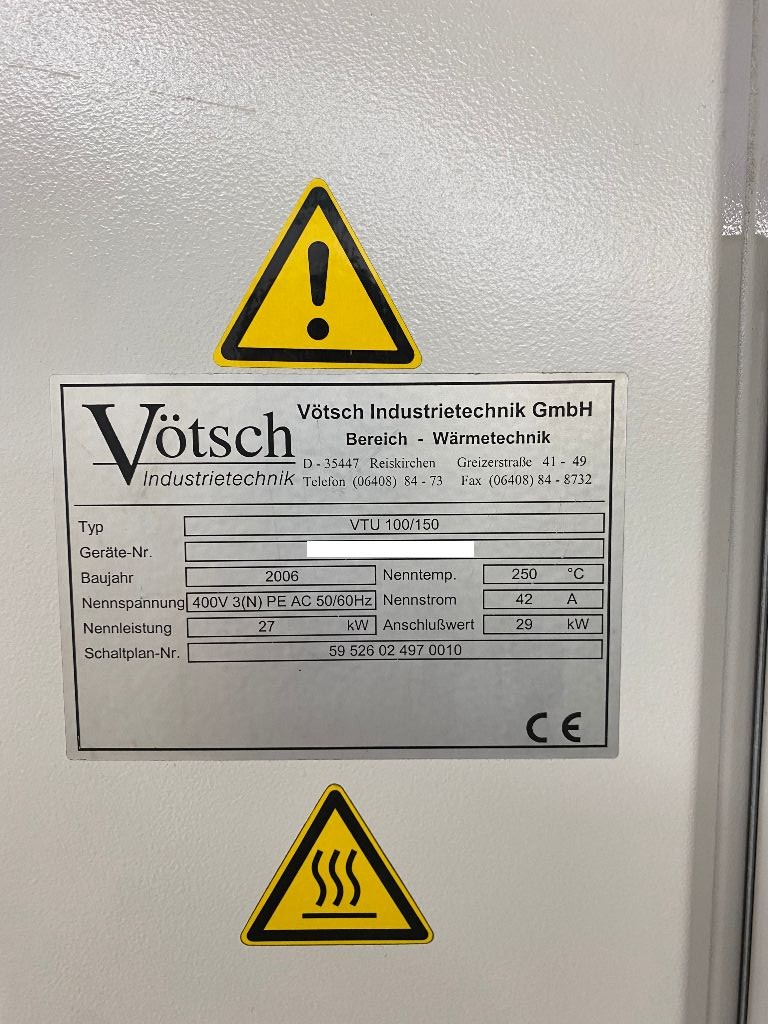 Vötsch
Industrietechnik
Vötsch Industrietechnik GmbH
Bereich - Wärmetechnik
D - 35447 Reiskirchen Greizerstraße 41 - 49
Telefon (06408) 84 - 73 Fax (06408) 84 - 8732
Typ VTU 100/150
Geräte-Nr.
Baujahr 2006 Nenntemp. 250 °C
Nennspannung 400V 3(N) PE AC 50/60Hz Nennstrom 42 A
Nennleistung 27 kW Anschlußwert 29 kW
Schaltplan-Nr. 59 526 02 497 0010
CE